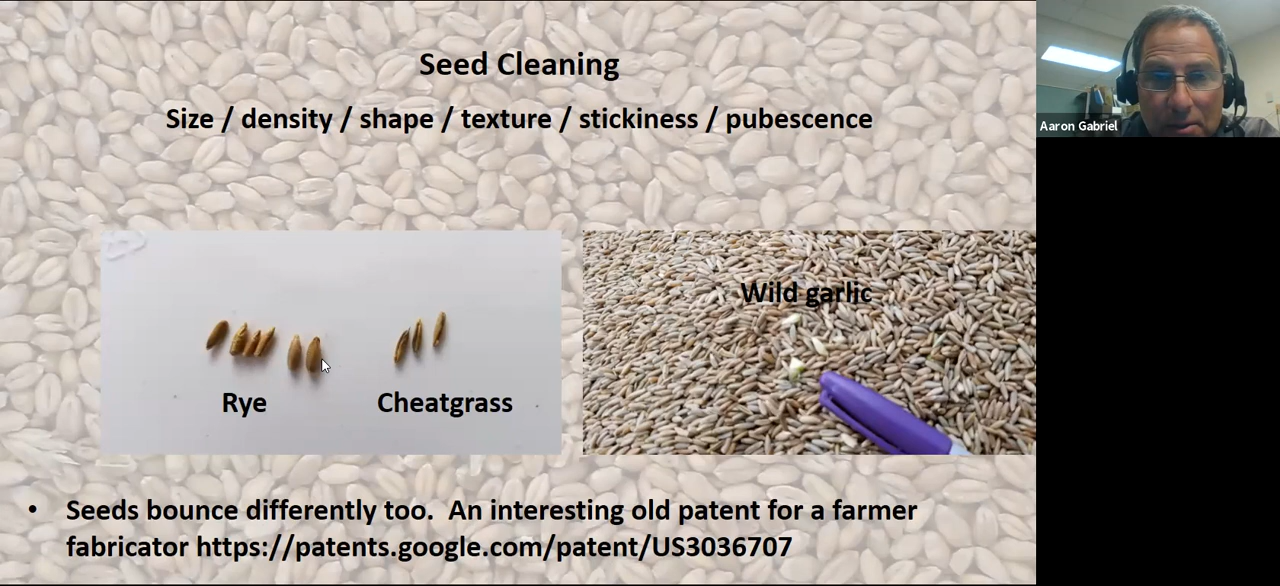 Seed Cleaning
Size / density / shape / texture / stickiness / pubescence
Aaron Gabriel
Wild garlic
Rye
Cheatgrass
• Seeds bounce differently too.  An interesting old patent for a farmer
fabricator https://patents.google.com/patent/US3036707